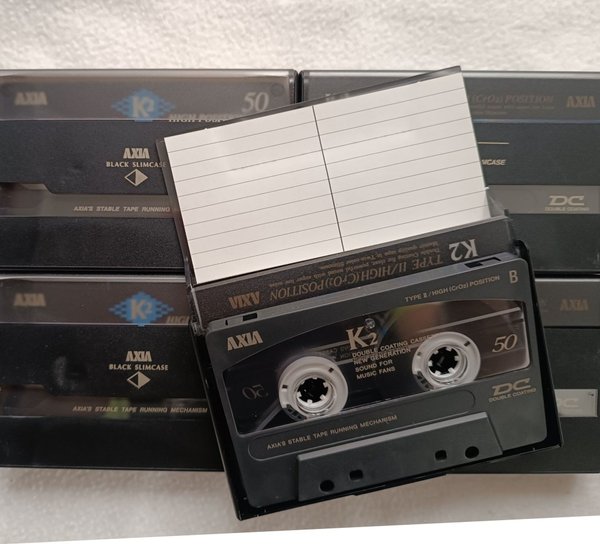 AXIA
K2
HIGH POSITION
50
AXIA
BLACK SLIMCASE
AXIA'S STABLE TAPE RUNNING
(CrO2) POSITION
AXIA
SLIMCASE
DC
DOUBLE COATING
K2
TYPE II/HIGH (CrO2) POSITION
AXIA
AXIA
K2
AXIA
BLACK SLIMCASE
AXIA'S STABLE TAPE RUNNING MECHANISM
AXIA
TYPE II/HIGH (CrO2) POSITION
B
AXIA
K2
DOUBLE COATING CASSETTE
NEW GENERATION
SOUND FOR
MUSIC FANS
50
50
DC
DOUBLE COATING
AXIA'S STABLE TAPE RUNNING MECHANISM